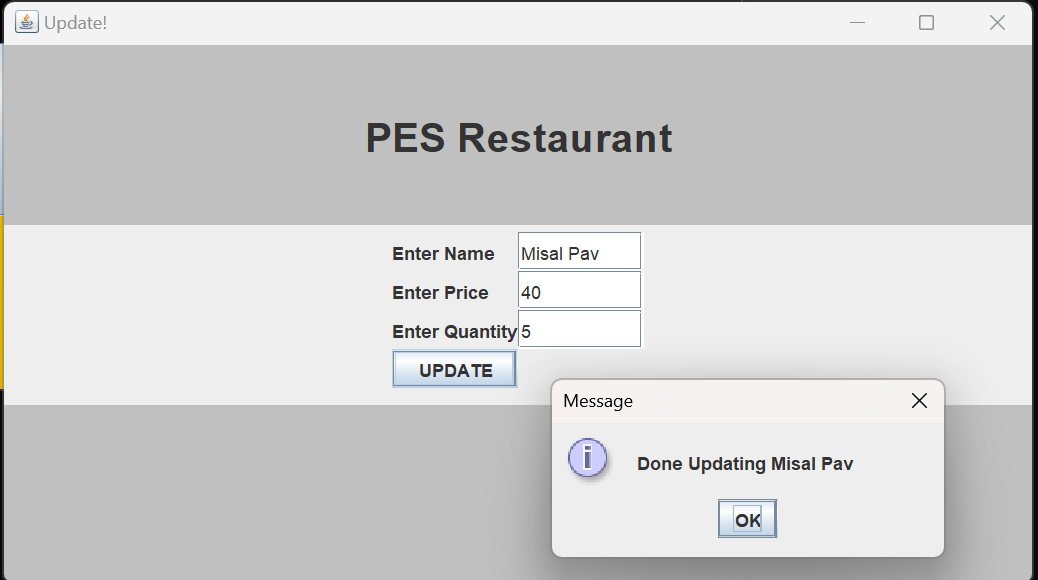 Update!
PES Restaurant
Enter Name Misal Pav
Enter Price 40
Enter Quantity 5
UPDATE
Message
i
Done Updating Misal Pav
OK